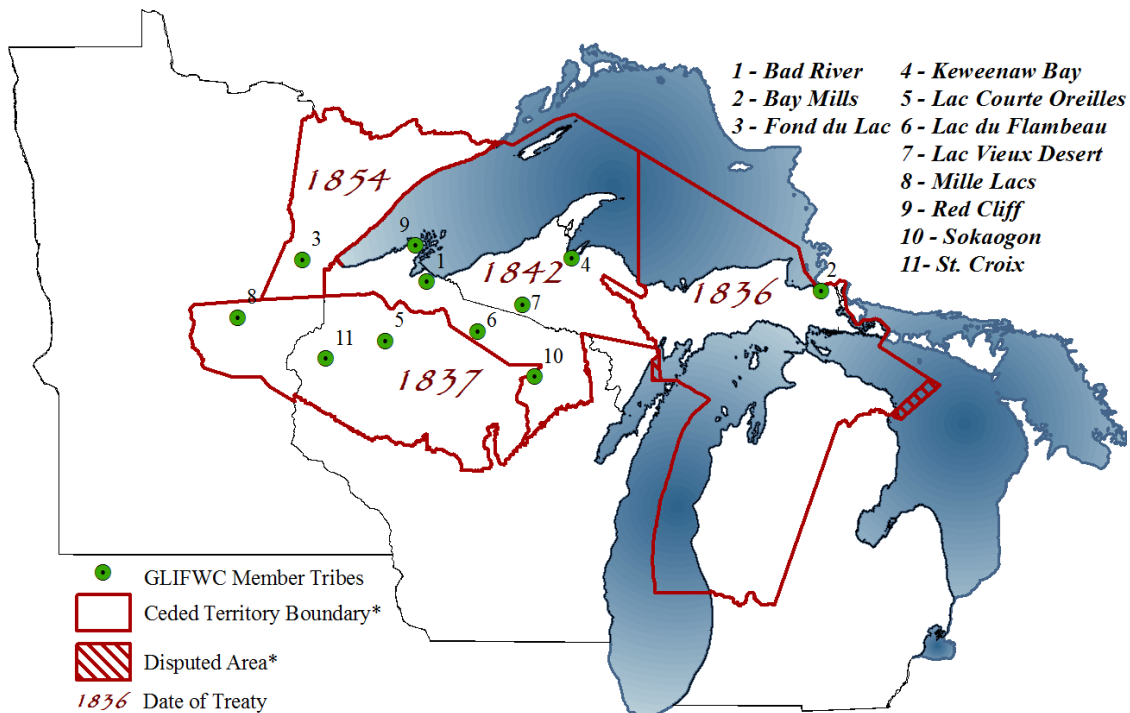 1 - Bad River
2 - Bay Mills
3 - Fond du Lac
4 - Keweenaw Bay
5 - Lac Courte Oreilles
6 - Lac du Flambeau
7 - Lac Vieux Desert
8 - Mille Lacs
9 - Red Cliff
10 - Sokaogon
11- St. Croix
1854
9
3
1
4
1842
2
1836
7
8
6
5
11
10
1837
GLIFWC Member Tribes
Ceded Territory Boundary*
Disputed Area*
1836 Date of Treaty